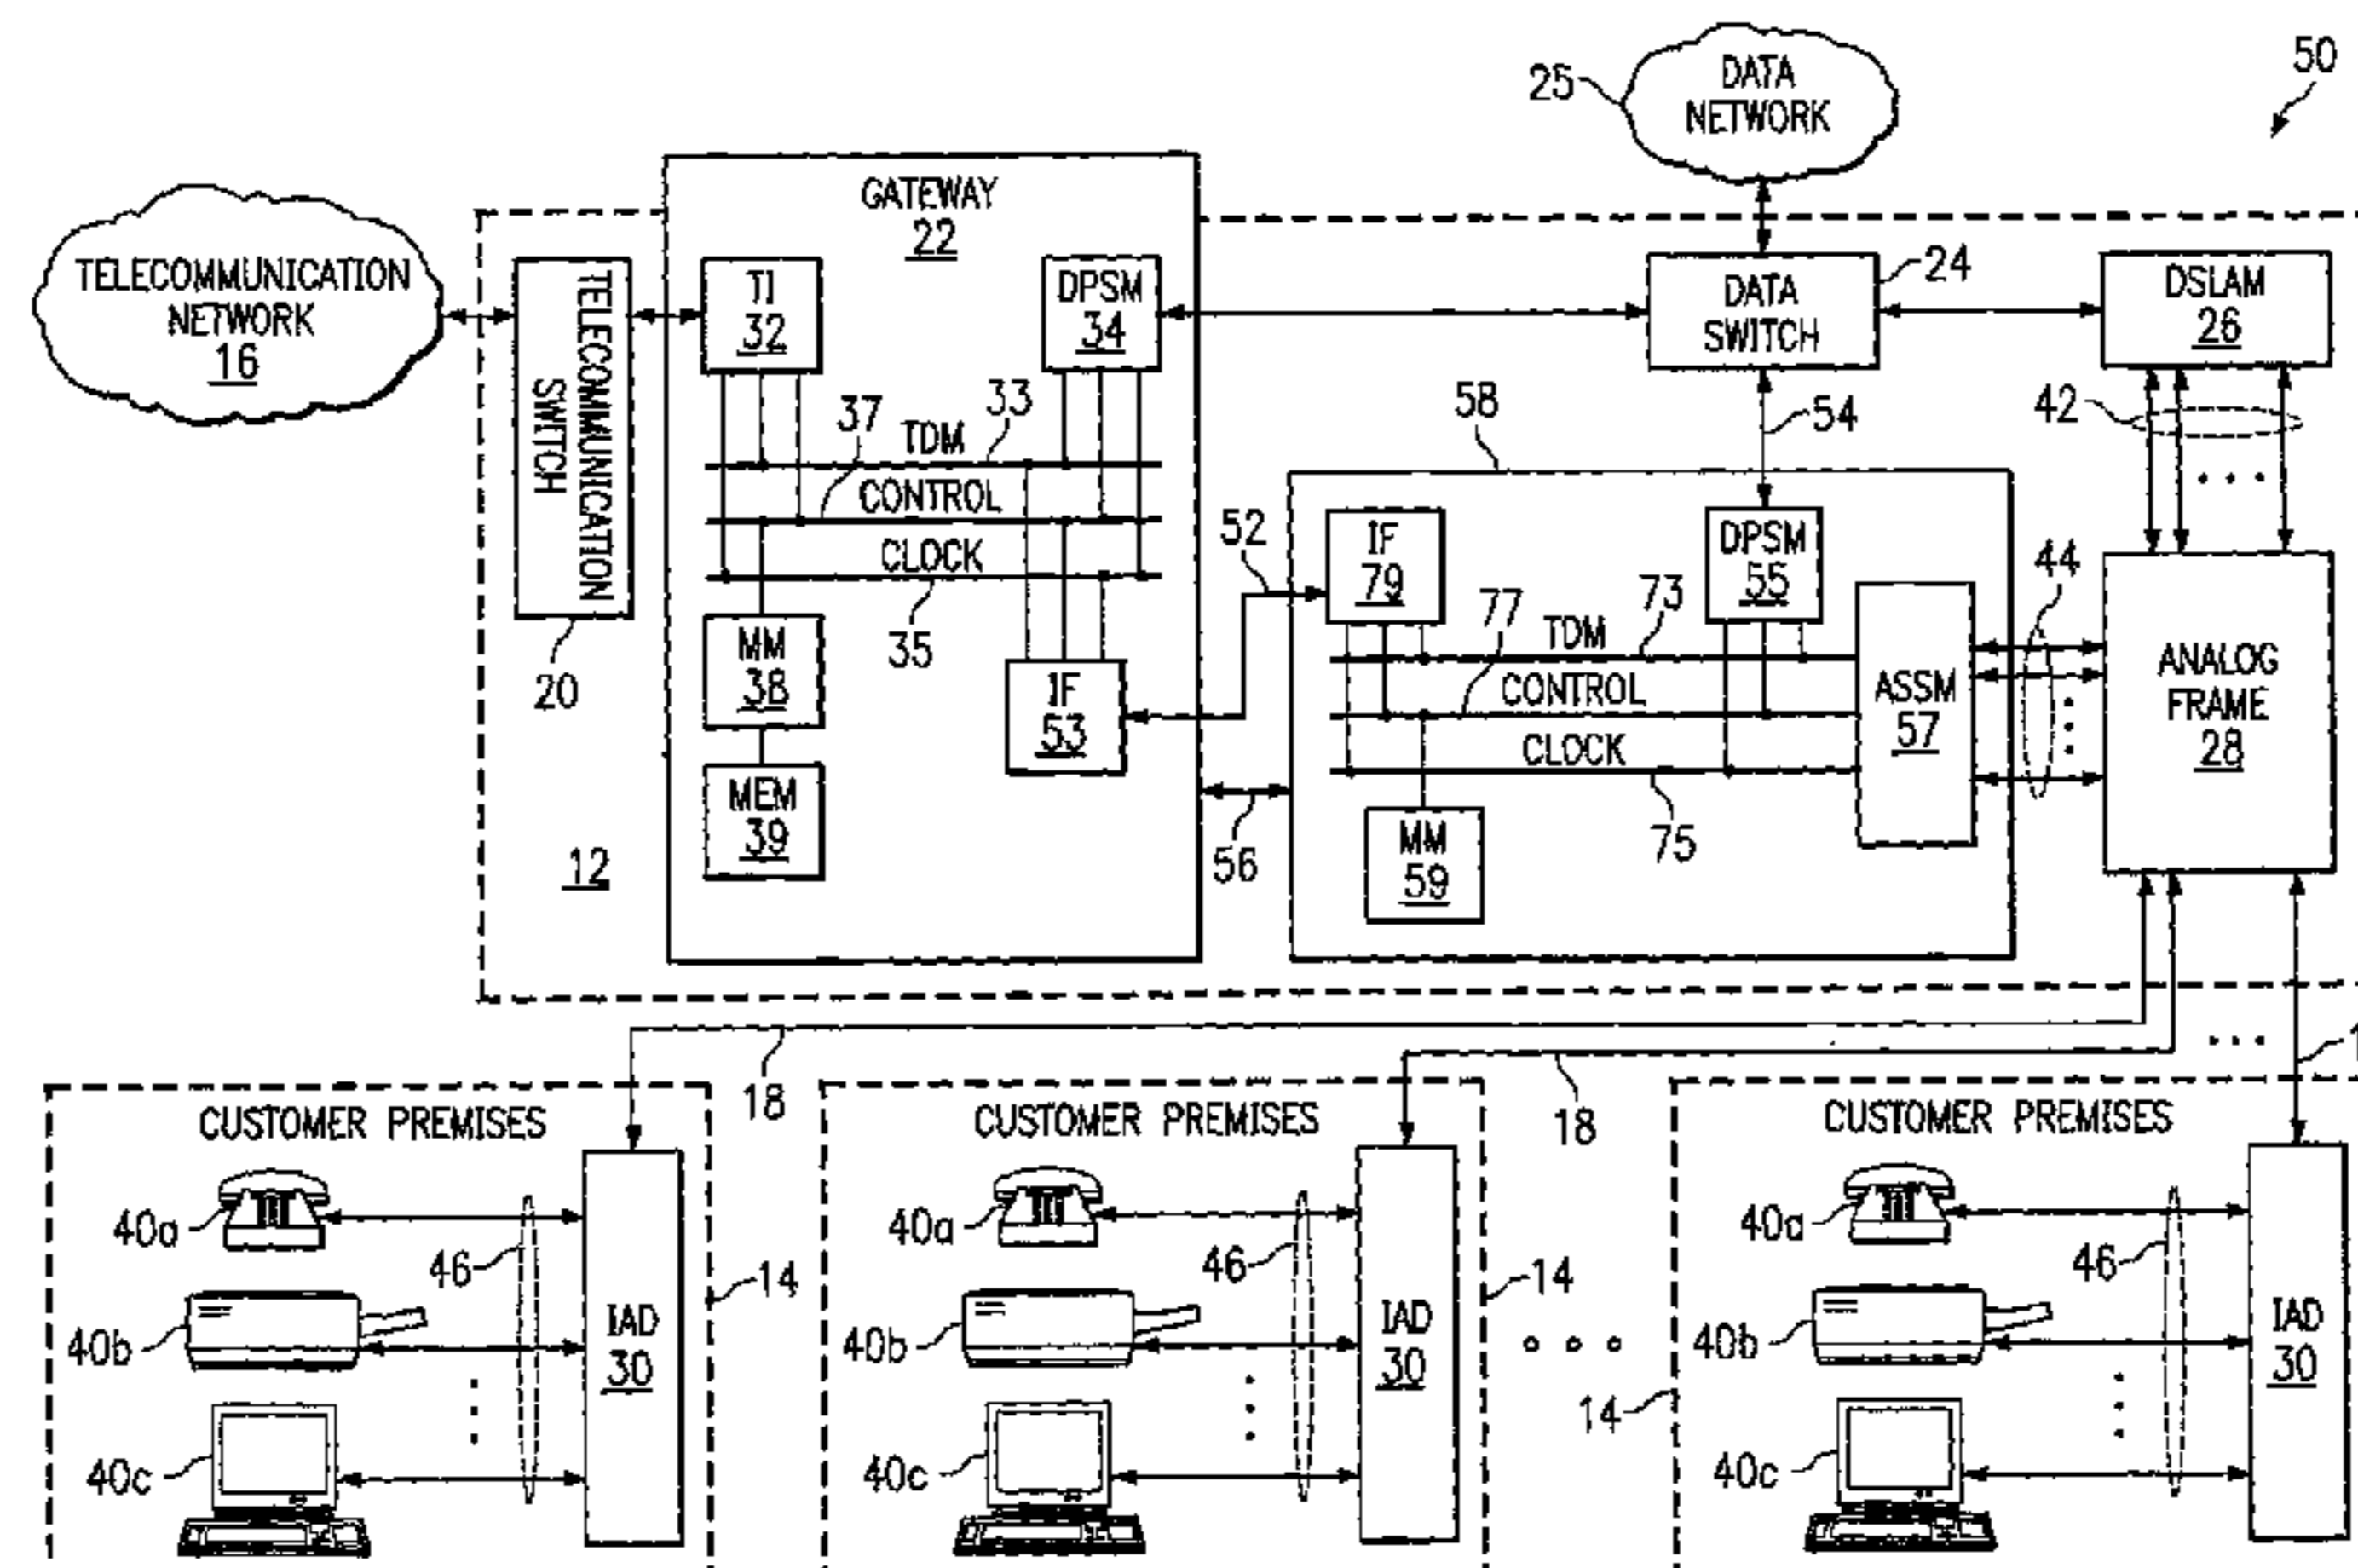 50
25
DATA
NETWORK
GATEWAY
22
TELECOMMUNICATION
NETWORK
16
TELECOMMUNICATION
SWITCH
20
TI
32
DPSM
34
DATA
SWITCH
24
DSLAM
26
42
37
33
TDM
CONTROL
CLOCK
35
54
58
52
MM
38
MEM
39
IF
53
12
56
IF
79
DPSM
55
77
73
TDM
CONTROL
CLOCK
75
MM
59
ASSM
57
44
ANALOG
FRAME
28
18
18
CUSTOMER PREMISES
40a
40b
40c
46
IAD
30
14
CUSTOMER PREMISES
40a
40b
40c
46
IAD
30
14
CUSTOMER PREMISES
40a
40b
40c
46
IAD
30
14